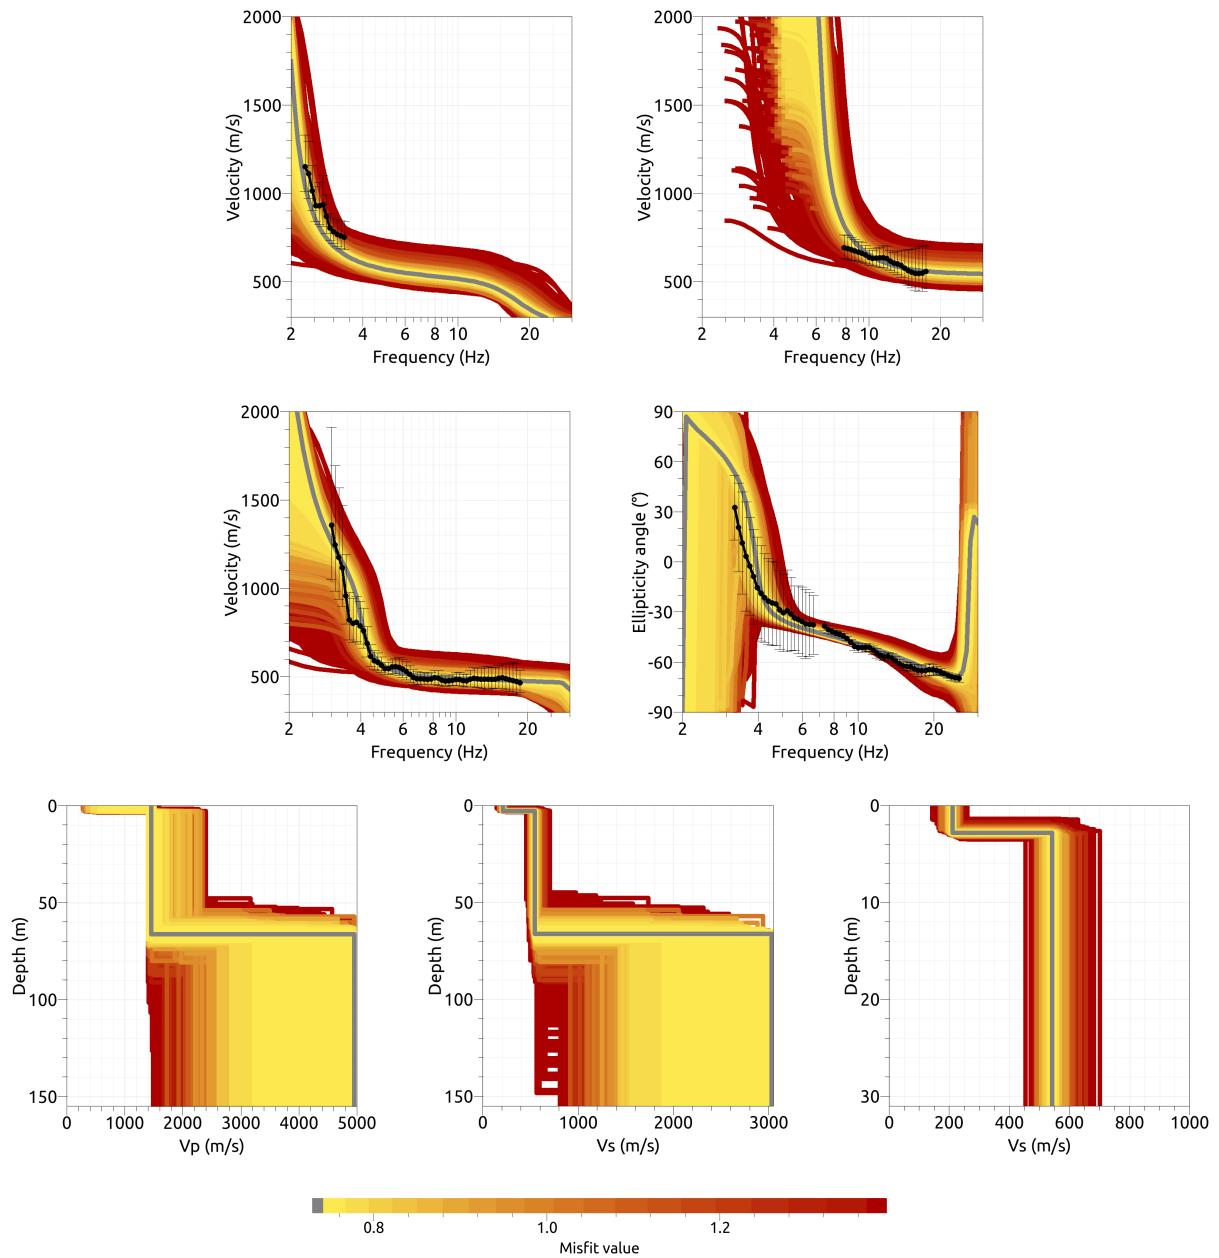 2000
1500
1000
500
Velocity (m/s)
2 4 6 8 10 20
Frequency (Hz)
2000
1500
1000
500
Velocity (m/s)
2 4 6 8 10 20
Frequency (Hz)
2000
1500
1000
500
Velocity (m/s)
2 4 6 8 10 20
Frequency (Hz)
90
60
30
0
-30
-60
-90
Ellipticity angle (°)
2 4 6 8 10 20
Frequency (Hz)
0
50
100
150
Depth (m)
0 1000 2000 3000 4000 5000
Vp (m/s)
0
50
100
150
Depth (m)
0 1000 2000 3000
Vs (m/s)
0
10
20
30
Depth (m)
0 200 400 600 800 1000
Vs (m/s)
0.8 1.0 1.2
Misfit value